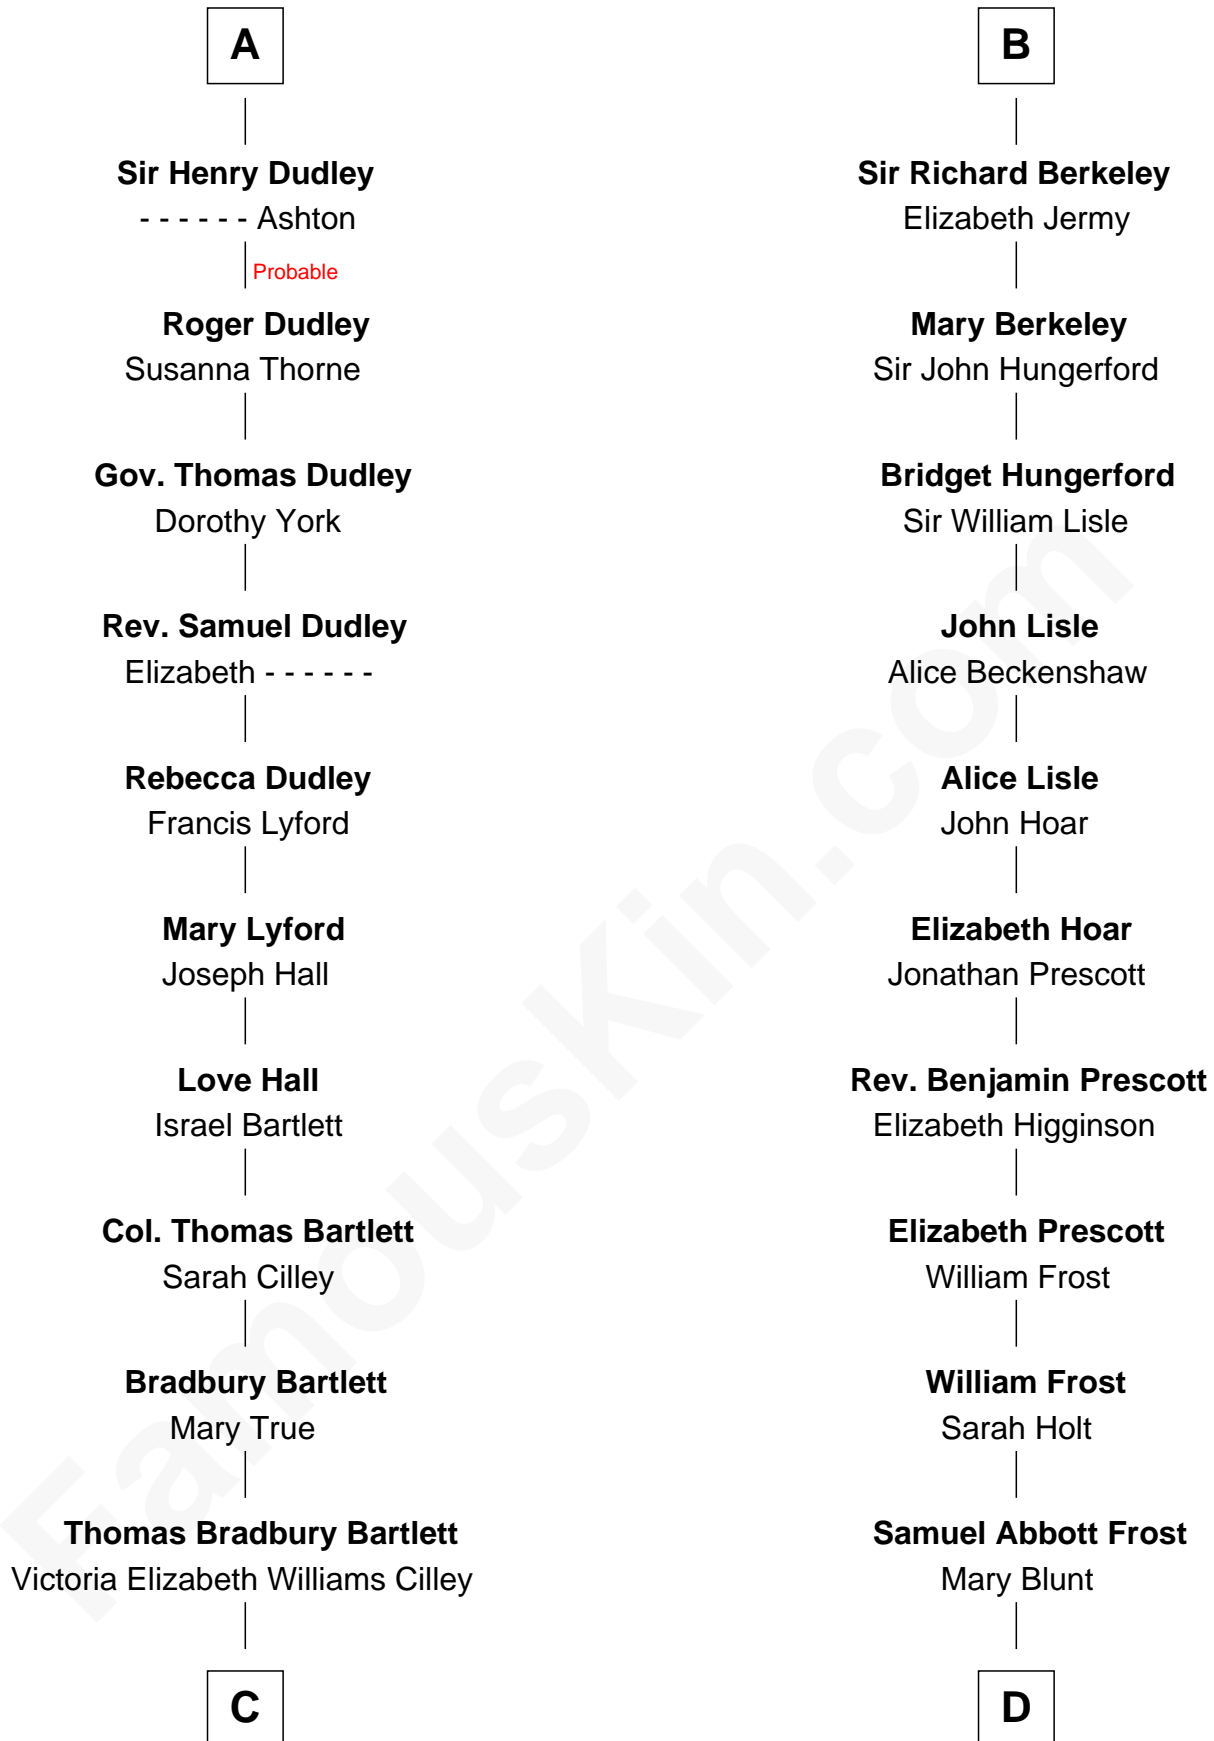 A
Sir Henry Dudley
- - - - - - Ashton
Probable
Roger Dudley
Susanna Thorne
Gov. Thomas Dudley
Dorothy York
Rev. Samuel Dudley
Elizabeth - - - - - -
Rebecca Dudley
Francis Lyford
Mary Lyford
Joseph Hall
Love Hall
Israel Bartlett
Col. Thomas Bartlett
Sarah Cilley
Bradbury Bartlett
Mary True
Thomas Bradbury Bartlett
Victoria Elizabeth Williams Cilley
C
B
Sir Richard Berkeley
Elizabeth Jermy
Mary Berkeley
Sir John Hungerford
Bridget Hungerford
Sir William Lisle
John Lisle
Alice Beckenshaw
Alice Lisle
John Hoar
Elizabeth Hoar
Jonathan Prescott
Rev. Benjamin Prescott
Elizabeth Higginson
Elizabeth Prescott
William Frost
William Frost
Sarah Holt
Samuel Abbott Frost
Mary Blunt
D
FamousKin.com